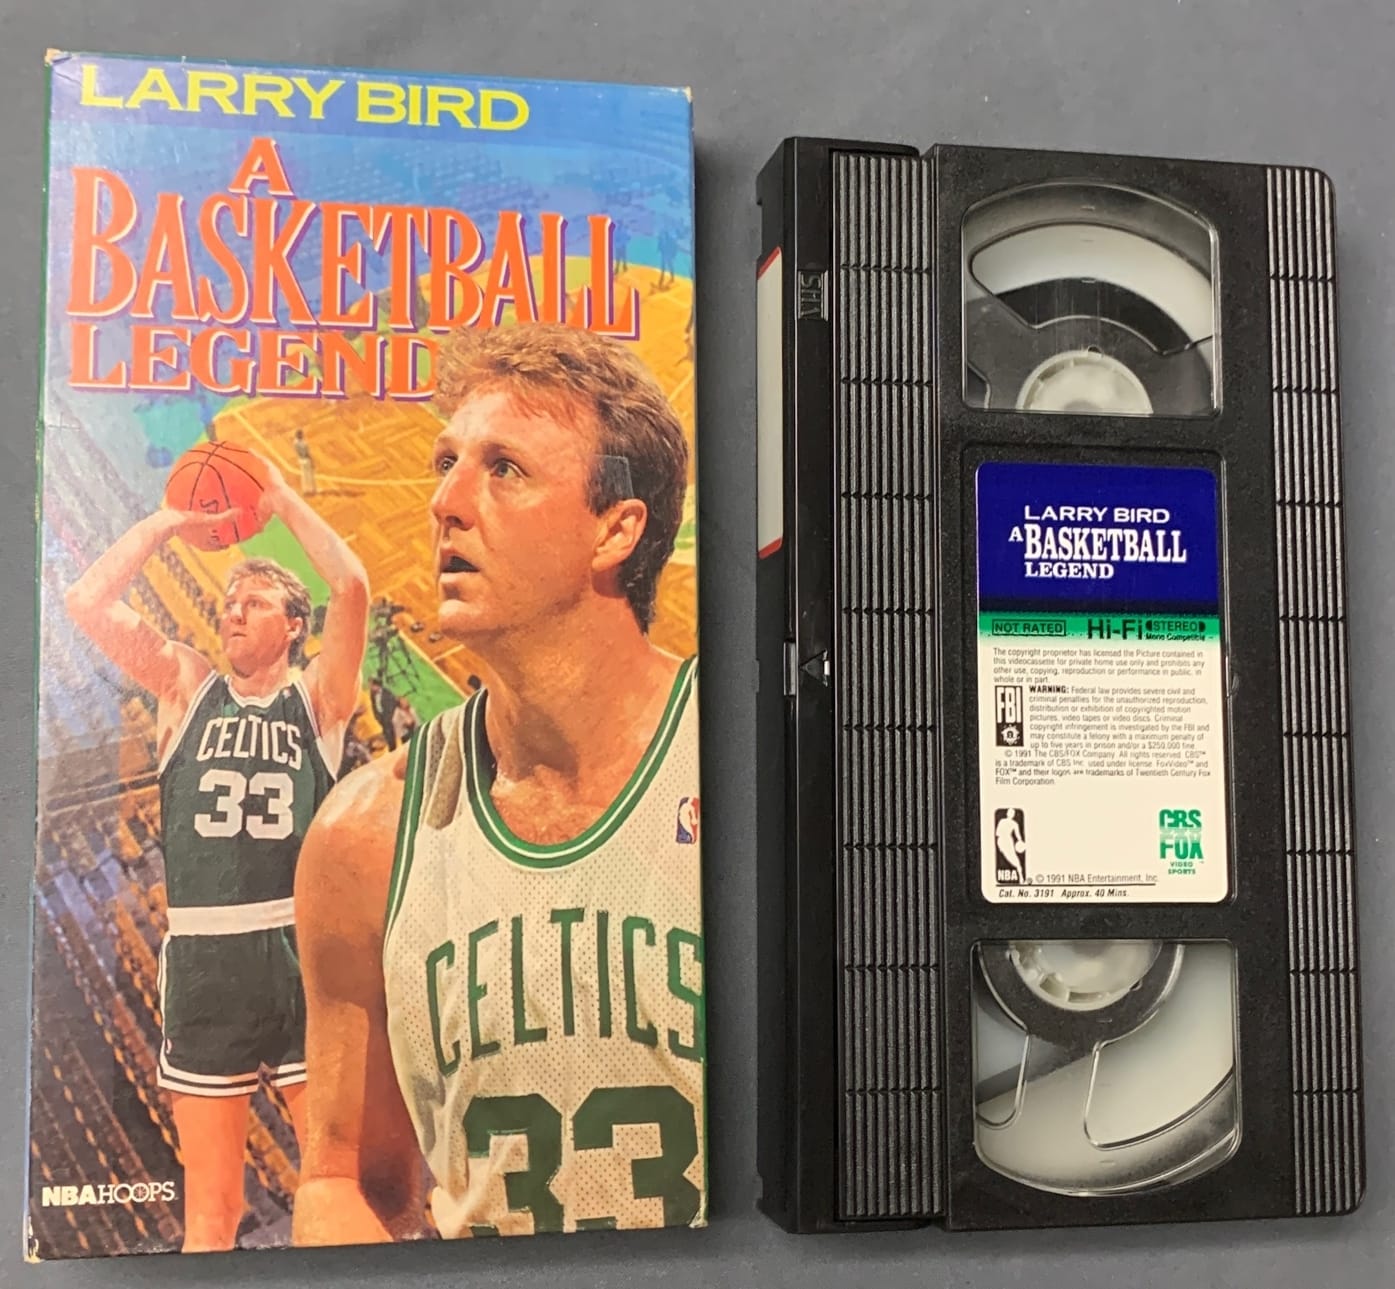 LARRY BIRD
A
BASKETBALL
LEGEND
CELTICS
33
CELTICS
33
NBA HOOPS
VHS
LARRY BIRD
A BASKETBALL
LEGEND
NOT RATED Hi-Fi STEREO
Mono Compatible
The copyright proprietor has licensed the Picture contained in
this videocassette for private home use only and prohibits any
other use, copying, reproduction or performance in public, in
whole or in part.
FBI
WARNING: Federal law provides severe civil and
criminal penalties for the unauthorized reproduction,
distribution or exhibition of copyrighted motion
pictures, video tapes or video discs. Criminal
copyright infringement is investigated by the FBI and
may constitute a felony with a maximum penalty of
up to five years in prison and/or a $250,000 fine.
© 1991 The CBS/FOX Company. All rights reserved. CBS™
is a trademark of CBS Inc. used under license. FoxVideo™ and
FOX™ and their logos are trademarks of Twentieth Century Fox
Film Corporation.
CBS
FOX
VIDEO
SPORTS
NBA © 1991 NBA Entertainment, Inc.
Cat. No. 3191 Approx. 40 Mins.